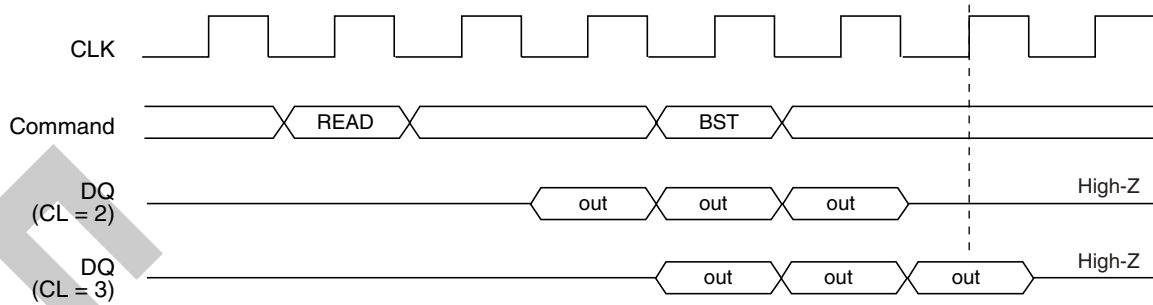 CLK
Command
READ
BST
DQ
(CL = 2)
out
out
out
High-Z
DQ
(CL = 3)
out
out
out
High-Z